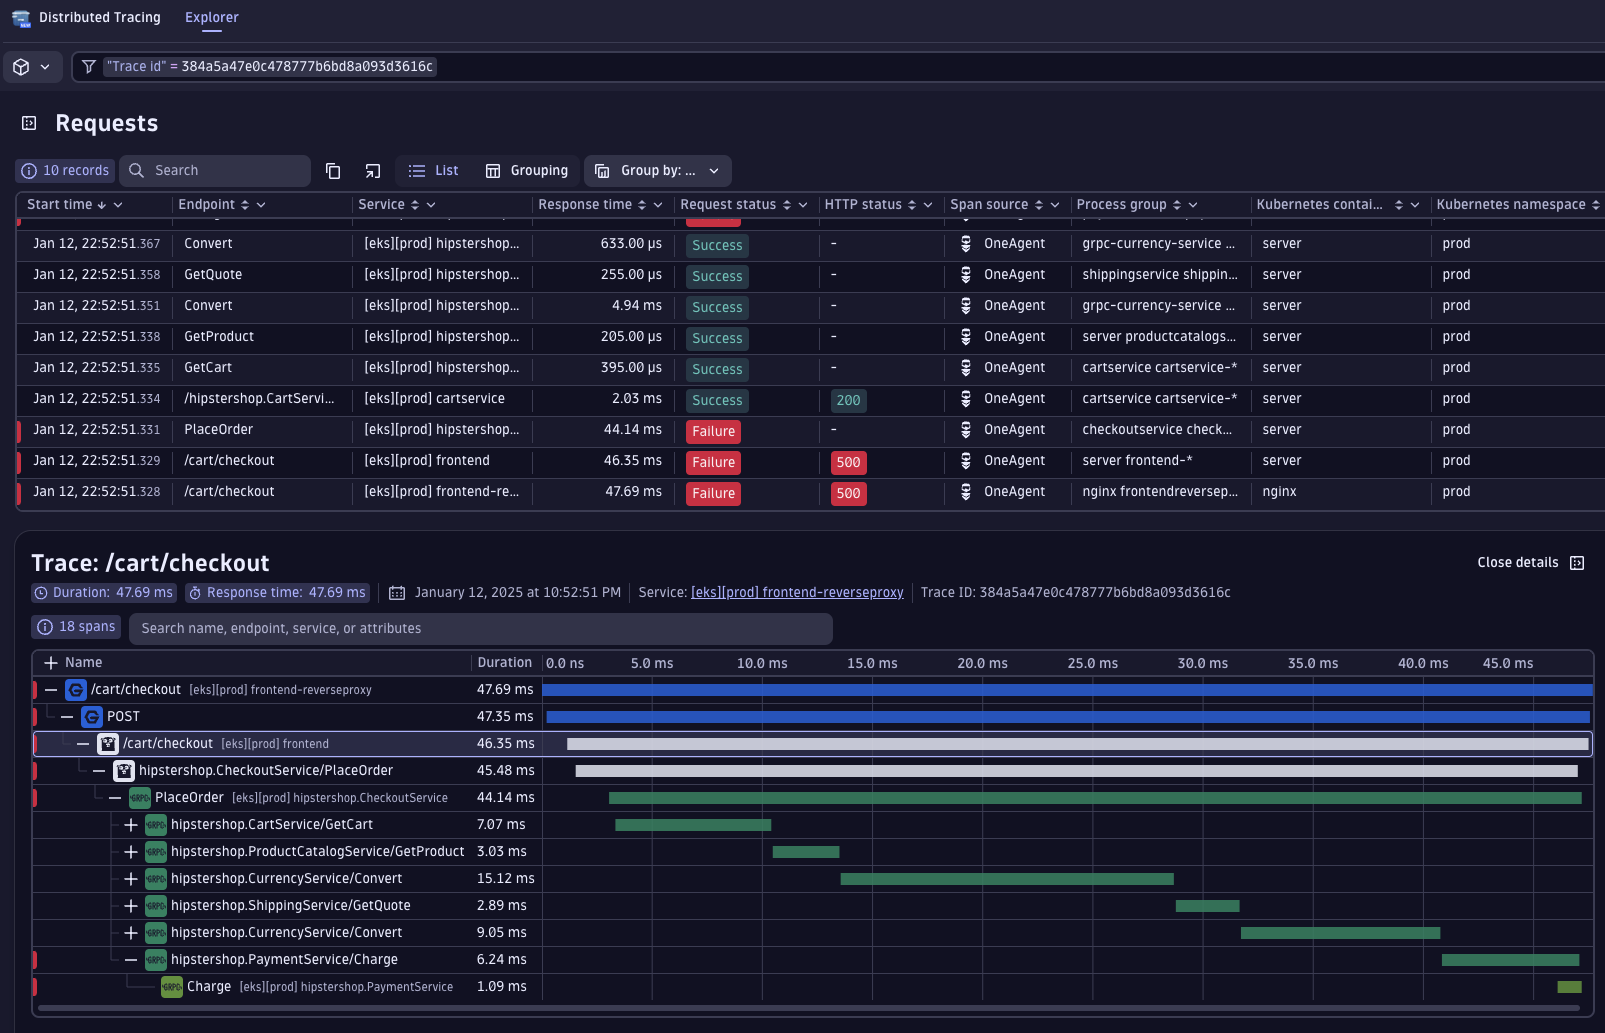 Distributed Tracing Explorer
"Trace id" = 384a5a47e0c478777b6bd8a093d3616c
Requests
10 records Search List Grouping Group by: ...
Start time Endpoint Service Response time Request status HTTP status Span source Process group Kubernetes contai... Kubernetes namespace
Jan 12, 22:52:51.367 Convert [eks][prod] hipstershop... 633.00 µs Success - OneAgent grpc-currency-service ... server prod
Jan 12, 22:52:51.358 GetQuote [eks][prod] hipstershop... 255.00 µs Success - OneAgent shippingservice shippin... server prod
Jan 12, 22:52:51.351 Convert [eks][prod] hipstershop... 4.94 ms Success - OneAgent grpc-currency-service ... server prod
Jan 12, 22:52:51.338 GetProduct [eks][prod] hipstershop... 205.00 µs Success - OneAgent server productcatalogs... server prod
Jan 12, 22:52:51.335 GetCart [eks][prod] hipstershop... 395.00 µs Success - OneAgent cartservice cartservice-* server prod
Jan 12, 22:52:51.334 /hipstershop.CartServi... [eks][prod] cartservice 2.03 ms Success 200 OneAgent cartservice cartservice-* server prod
Jan 12, 22:52:51.331 PlaceOrder [eks][prod] hipstershop... 44.14 ms Failure - OneAgent checkoutservice check... server prod
Jan 12, 22:52:51.329 /cart/checkout [eks][prod] frontend 46.35 ms Failure 500 OneAgent server frontend-* server prod
Jan 12, 22:52:51.328 /cart/checkout [eks][prod] frontend-re... 47.69 ms Failure 500 OneAgent nginx frontendreversep... nginx prod
Trace: /cart/checkout Close details
Duration: 47.69 ms Response time: 47.69 ms January 12, 2025 at 10:52:51 PM Service: [eks][prod] frontend-reverseproxy Trace ID: 384a5a47e0c478777b6bd8a093d3616c
18 spans Search name, endpoint, service, or attributes
Name Duration 0.0 ns 5.0 ms 10.0 ms 15.0 ms 20.0 ms 25.0 ms 30.0 ms 35.0 ms 40.0 ms 45.0 ms
/cart/checkout [eks][prod] frontend-reverseproxy 47.69 ms
POST 47.35 ms
/cart/checkout [eks][prod] frontend 46.35 ms
hipstershop.CheckoutService/PlaceOrder 45.48 ms
GRPC PlaceOrder [eks][prod] hipstershop.CheckoutService 44.14 ms
GRPC hipstershop.CartService/GetCart 7.07 ms
GRPC hipstershop.ProductCatalogService/GetProduct 3.03 ms
GRPC hipstershop.CurrencyService/Convert 15.12 ms
GRPC hipstershop.ShippingService/GetQuote 2.89 ms
GRPC hipstershop.CurrencyService/Convert 9.05 ms
GRPC hipstershop.PaymentService/Charge 6.24 ms
GRPC Charge [eks][prod] hipstershop.PaymentService 1.09 ms